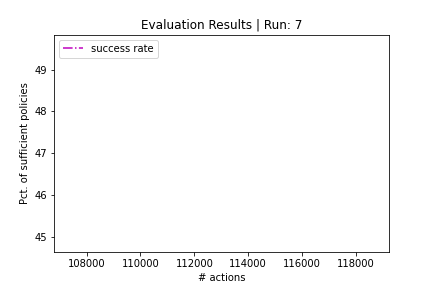 Evaluation Results | Run: 7
success rate
Pct. of sufficient policies
49
48
47
46
45
108000 110000 112000 114000 116000 118000
# actions